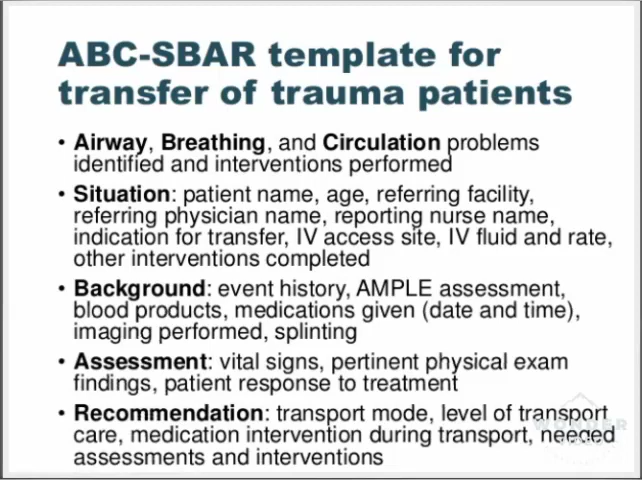 ABC-SBAR template for
transfer of trauma patients
• Airway, Breathing, and Circulation problems
identified and interventions performed
• Situation: patient name, age, referring facility,
referring physician name, reporting nurse name,
indication for transfer, IV access site, IV fluid and rate,
other interventions completed
• Background: event history, AMPLE assessment,
blood products, medications given (date and time),
imaging performed, splinting
• Assessment: vital signs, pertinent physical exam
findings, patient response to treatment
• Recommendation: transport mode, level of transport
care, medication intervention during transport, needed
assessments and interventions
WONDER